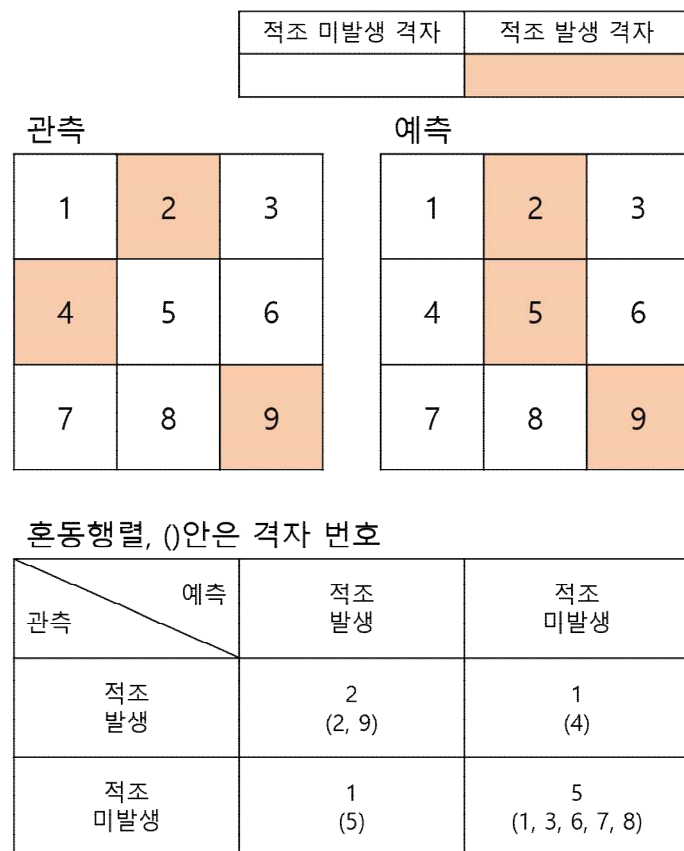 적조 미발생 격자 적조 발생 격자
관측 예측
1 2 3 1 2 3
4 5 6 4 5 6
7 8 9 7 8 9
혼동행렬, ()안은 격자 번호
예측
관측
적조 적조
발생 미발생
적조 2 1
발생 (2, 9) (4)
적조 1 5
미발생 (5) (1, 3, 6, 7, 8)